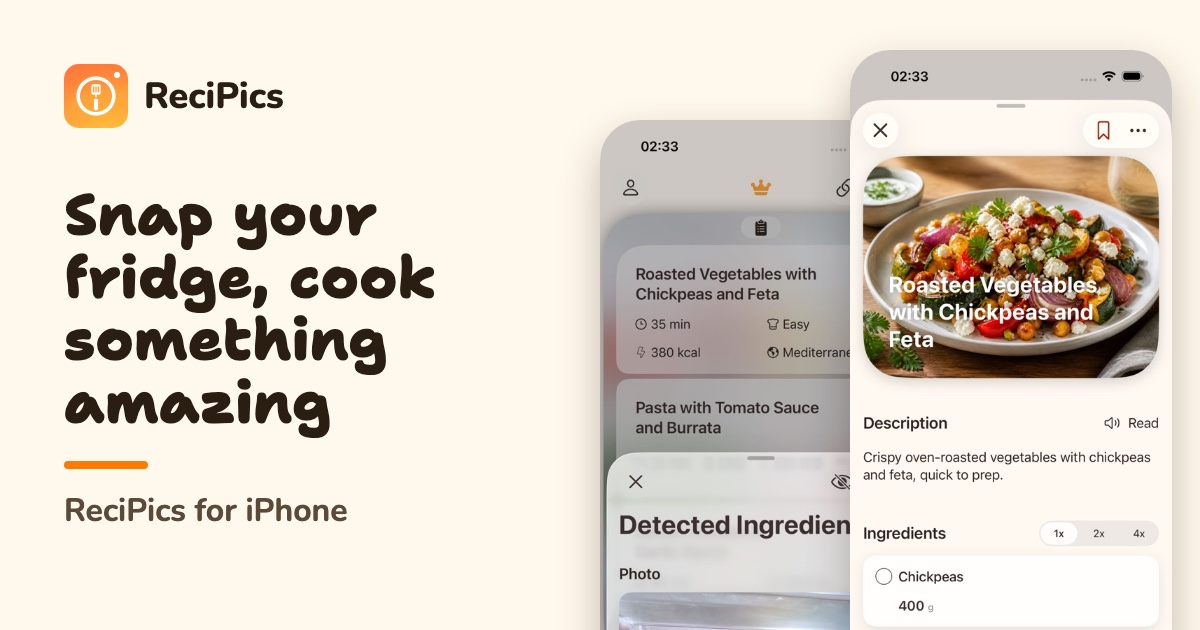 ReciPics
Snap your
fridge, cook
something
amazing
ReciPics for iPhone
02:33
Roasted Vegetables with
Chickpeas and Feta
35 min
Easy
380 kcal
Mediterrane
Pasta with Tomato Sauce
and Burrata
Detected Ingredien
Photo
02:33
Roasted Vegetables
with Chickpeas and
Feta
Description
Read
Crispy oven-roasted vegetables with chickpeas
and feta, quick to prep.
Ingredients
1x
2x
4x
Chickpeas
400 g